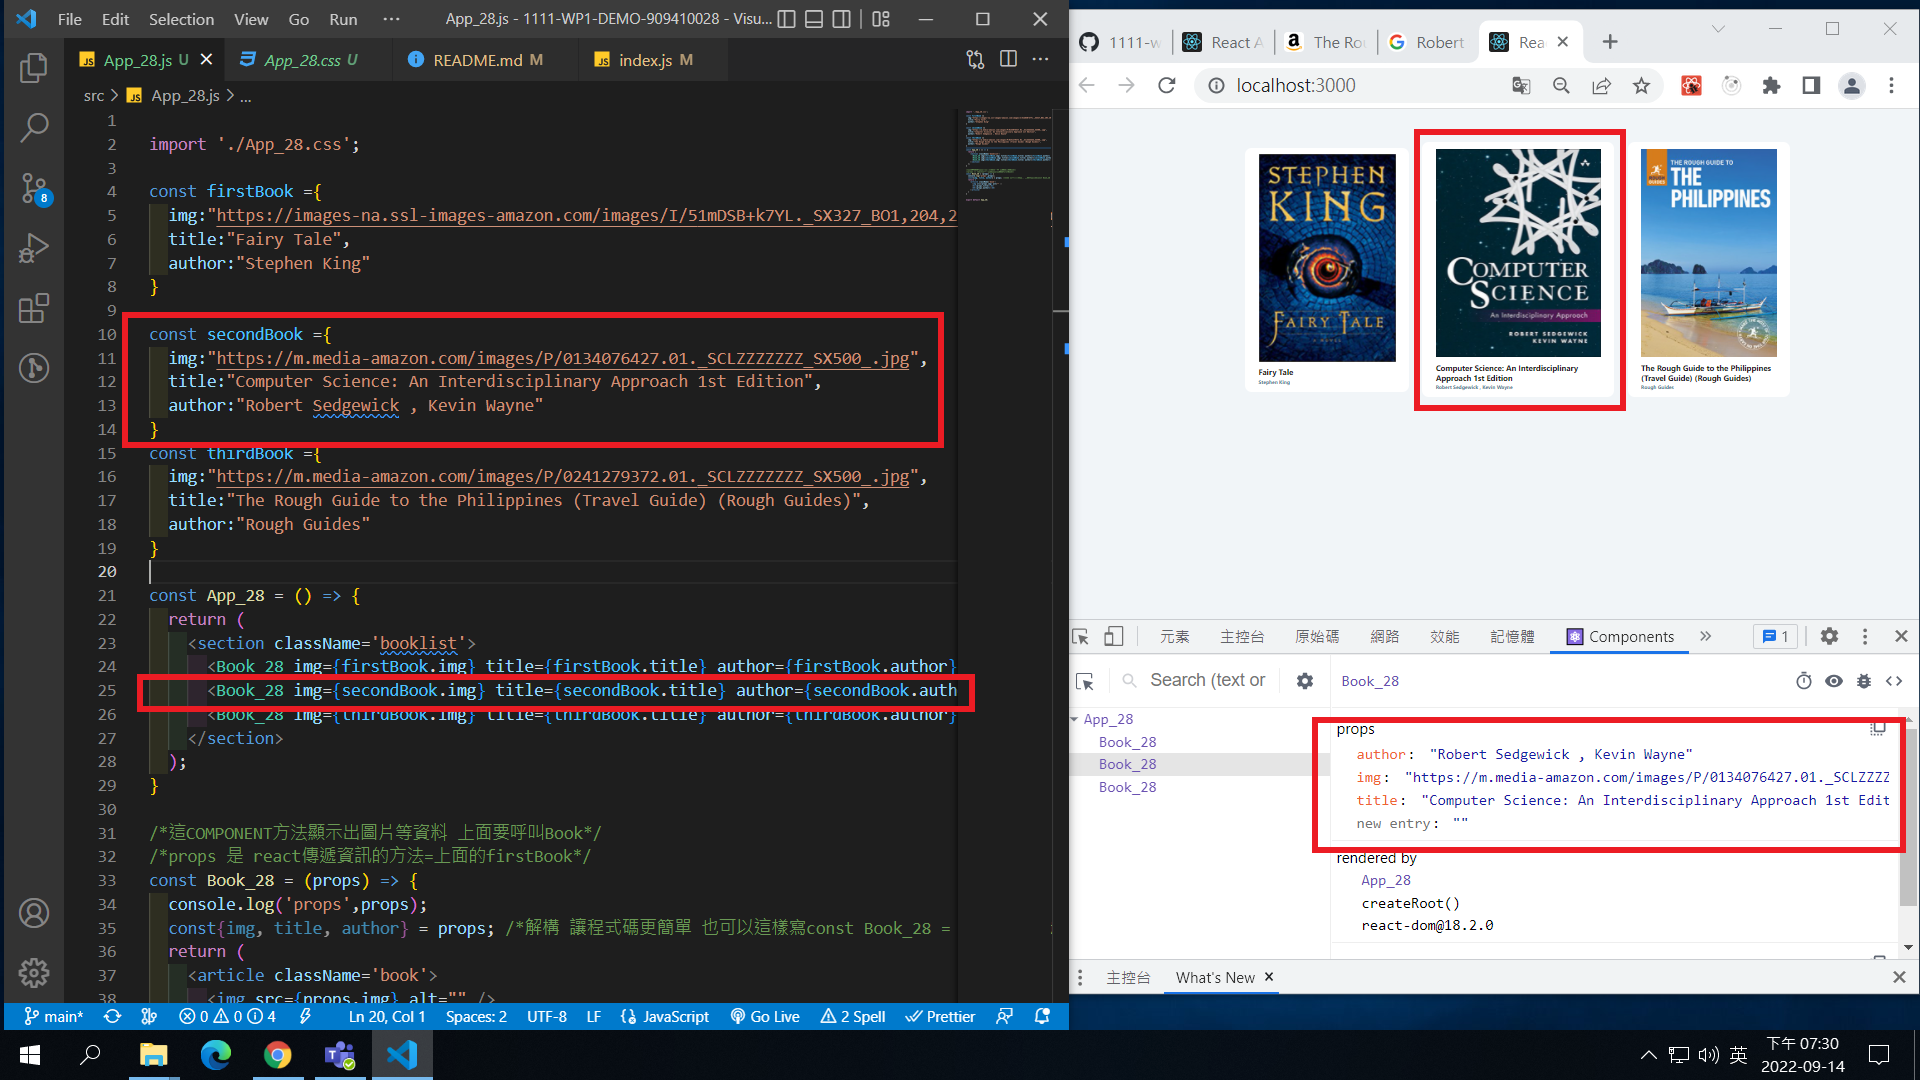 File Edit Selection View Go Run ··· App_28.js - 1111-WP1-DEMO-909410028 - Visu...
App_28.js U App_28.css U README.md M index.js M
src > App_28.js > ...
1
2 import './App_28.css';
3
4 const firstBook ={
5 img:"https://images-na.ssl-images-amazon.com/images/I/51mDSB+k7YL._SX327_BO1,204,2
6 title:"Fairy Tale",
7 author:"Stephen King"
8 }
9
10 const secondBook ={
11 img:"https://m.media-amazon.com/images/P/0134076427.01._SCLZZZZZZZ_SX500_.jpg",
12 title:"Computer Science: An Interdisciplinary Approach 1st Edition",
13 author:"Robert Sedgewick , Kevin Wayne"
14 }
15 const thirdBook ={
16 img:"https://m.media-amazon.com/images/P/0241279372.01._SCLZZZZZZZ_SX500_.jpg",
17 title:"The Rough Guide to the Philippines (Travel Guide) (Rough Guides)",
18 author:"Rough Guides"
19 }
20
21 const App_28 = () => {
22 return (
23 <section className='booklist'>
24 <Book_28 img={firstBook.img} title={firstBook.title} author={firstBook.author}
25 <Book_28 img={secondBook.img} title={secondBook.title} author={secondBook.auth
26 <Book_28 img={thirdBook.img} title={thirdBook.title} author={thirdBook.author}
27 </section>
28 );
29 }
30
31 /*這COMPONENT方法顯示出圖片等資料 上面要呼叫Book*/
32 /*props 是 react傳遞資訊的方法=上面的firstBook*/
33 const Book_28 = (props) => {
34 console.log('props',props);
35 const{img, title, author} = props; /*解構 讓程式碼更簡單 也可以這樣寫const Book_28 =
36 return (
37 <article className='book'>
38 <img src={props.img} alt="" />
8
main* 0 0 4 Ln 20, Col 1 Spaces: 2 UTF-8 LF JavaScript Go Live 2 Spell Prettier
1111-w React A The Ro Robert Rea
localhost:3000
STEPHEN
KING
FAIRY TALE
A NOVEL
Fairy Tale
Stephen King
COMPUTER
SCIENCE
An Interdisciplinary Approach
ROBERT SEDGEWICK
KEVIN WAYNE
Computer Science: An Interdisciplinary
Approach 1st Edition
Robert Sedgewick , Kevin Wayne
ROUGH GUIDES
THE ROUGH GUIDE TO
THE
PHILIPPINES
The Rough Guide to the Philippines
(Travel Guide) (Rough Guides)
Rough Guides
元素 主控台 原始碼 網路 效能 記憶體 Components » 1
Search (text or Book_28
App_28
Book_28
Book_28
Book_28
props
author: "Robert Sedgewick , Kevin Wayne"
img: "https://m.media-amazon.com/images/P/0134076427.01._SCLZZZZ
title: "Computer Science: An Interdisciplinary Approach 1st Edit
new entry: ""
rendered by
App_28
createRoot()
react-dom@18.2.0
主控台 What's New
英
下午 07:30
2022-09-14